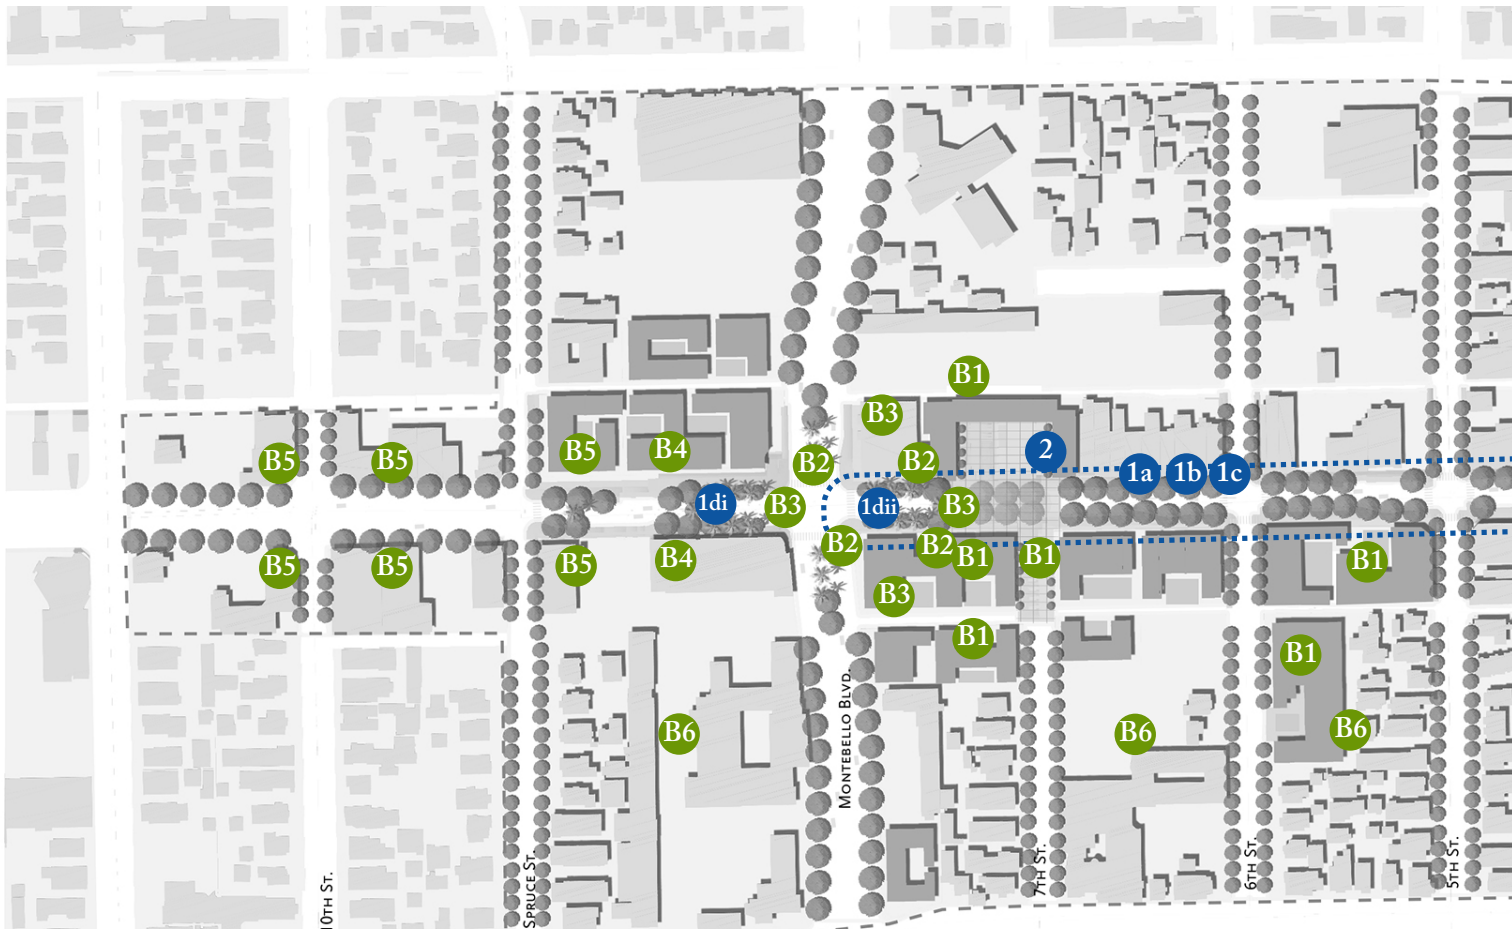 B1
B3
B5
B5
B5
B4
B2
B2
2
1a
1b
1c
1di
B3
1dii
B3
B5
B5
B5
B4
B2
B2
B1
B1
B1
B3
B1
B1
B6
B6
B6
MONTEBELLO BLVD.
10TH ST.
SPRUCE ST.
7TH ST.
6TH ST.
5TH ST.